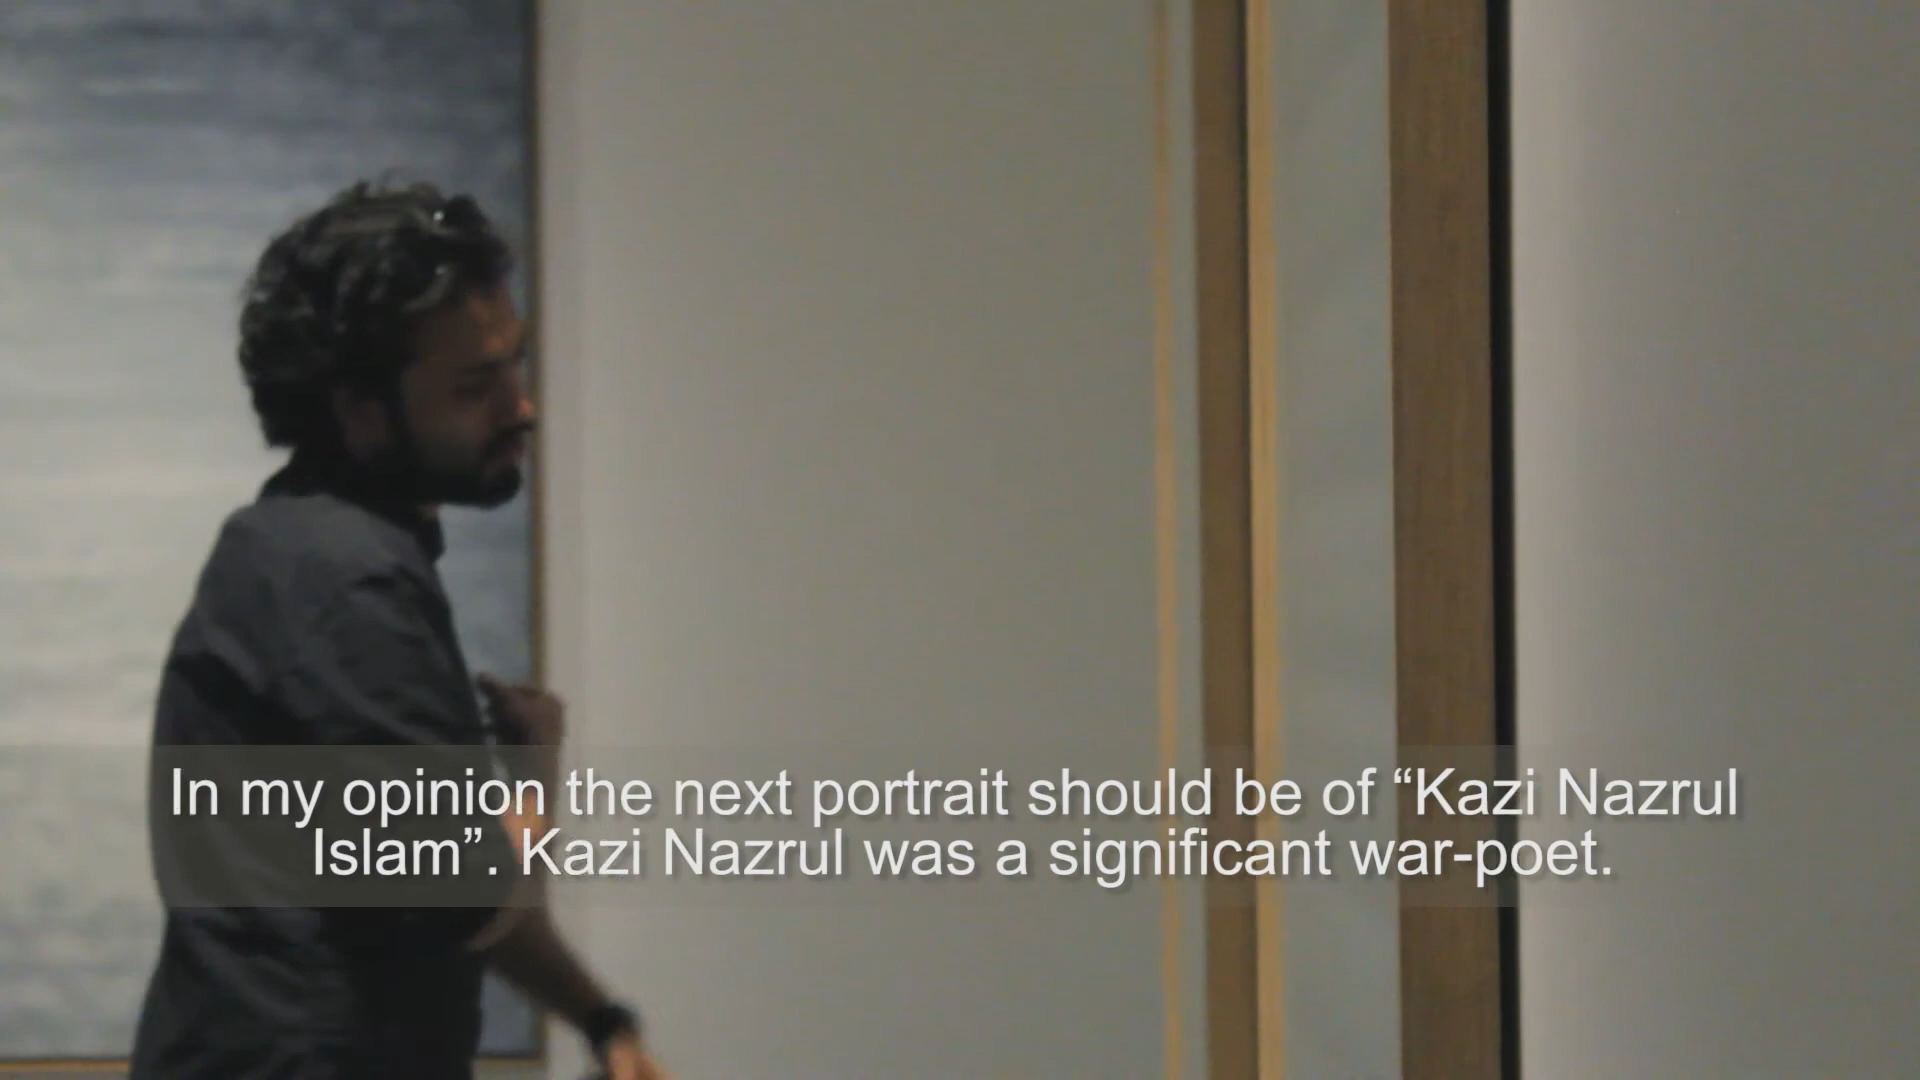 In my opinion the next portrait should be of “Kazi Nazrul
Islam”. Kazi Nazrul was a significant war-poet.